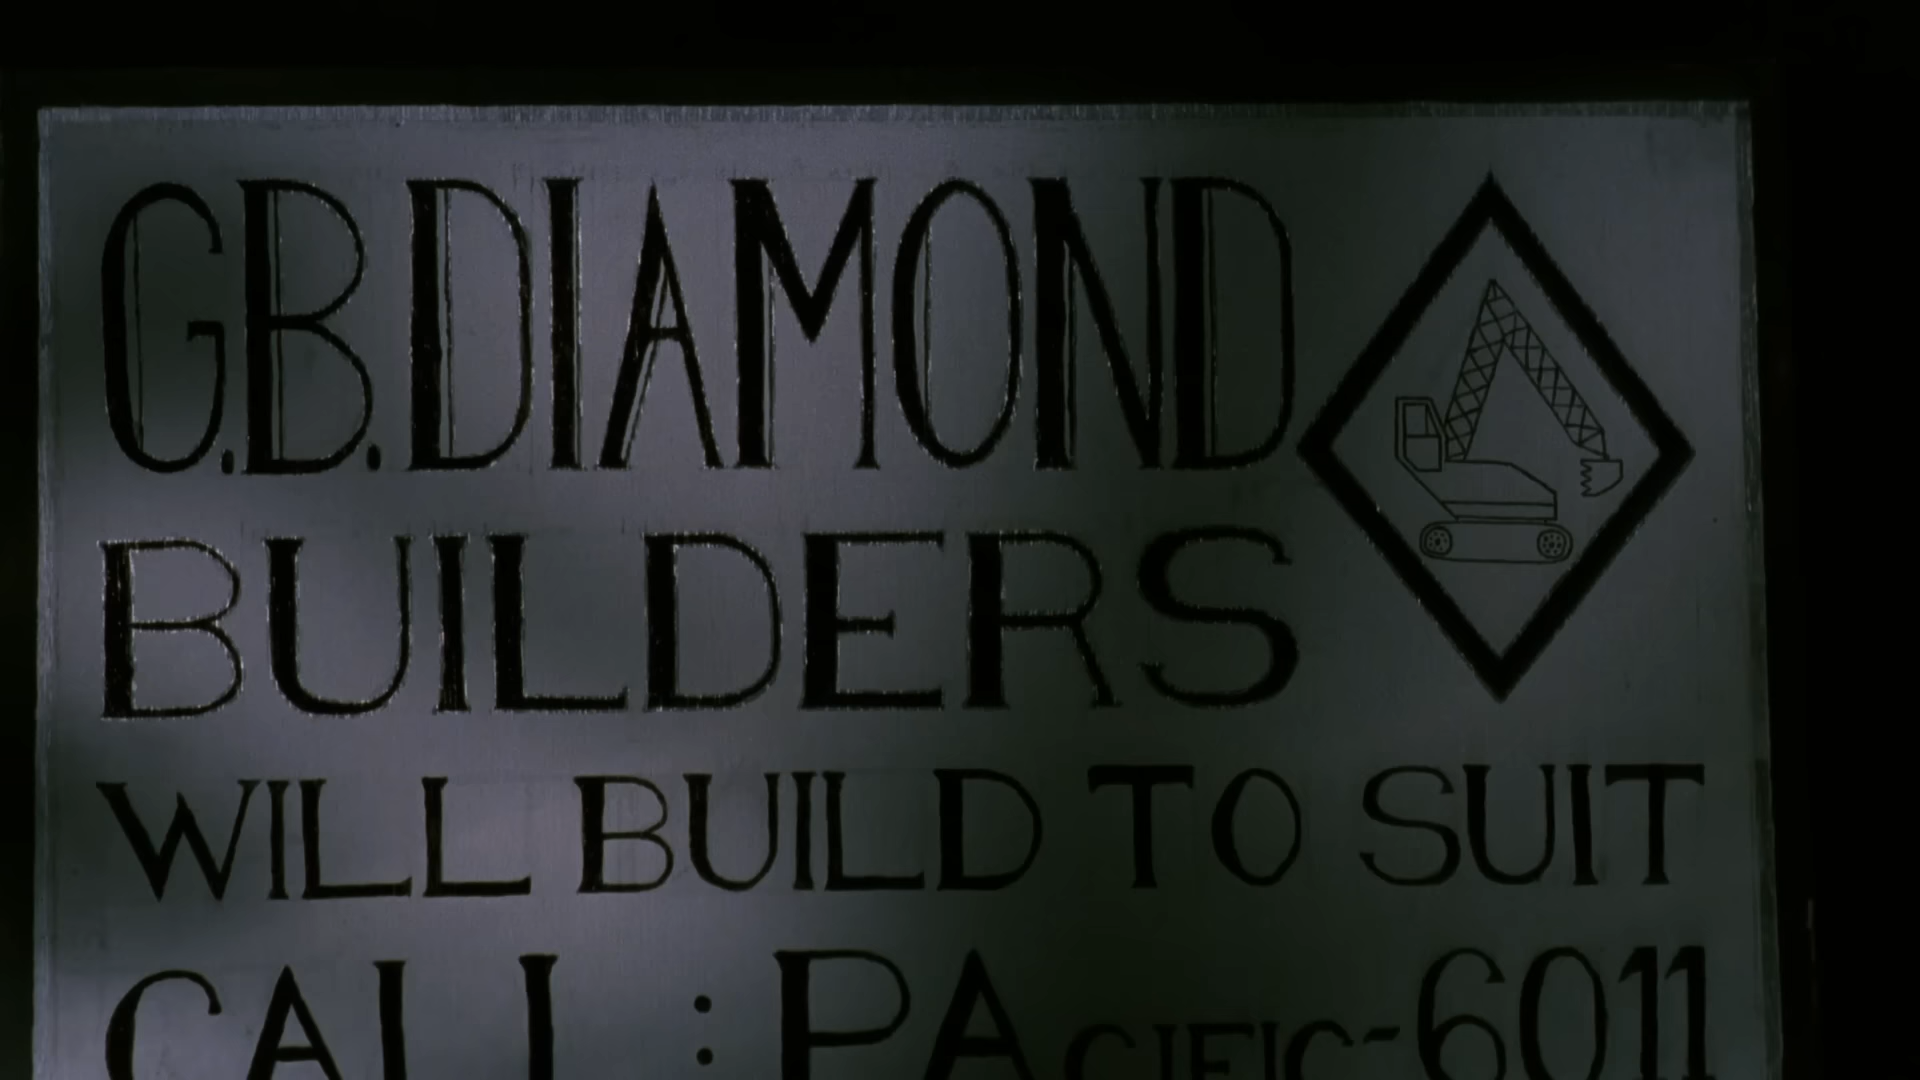 G.B. DIAMOND
BUILDERS
WILL BUILD TO SUIT
CALL : PACIFIC-6011